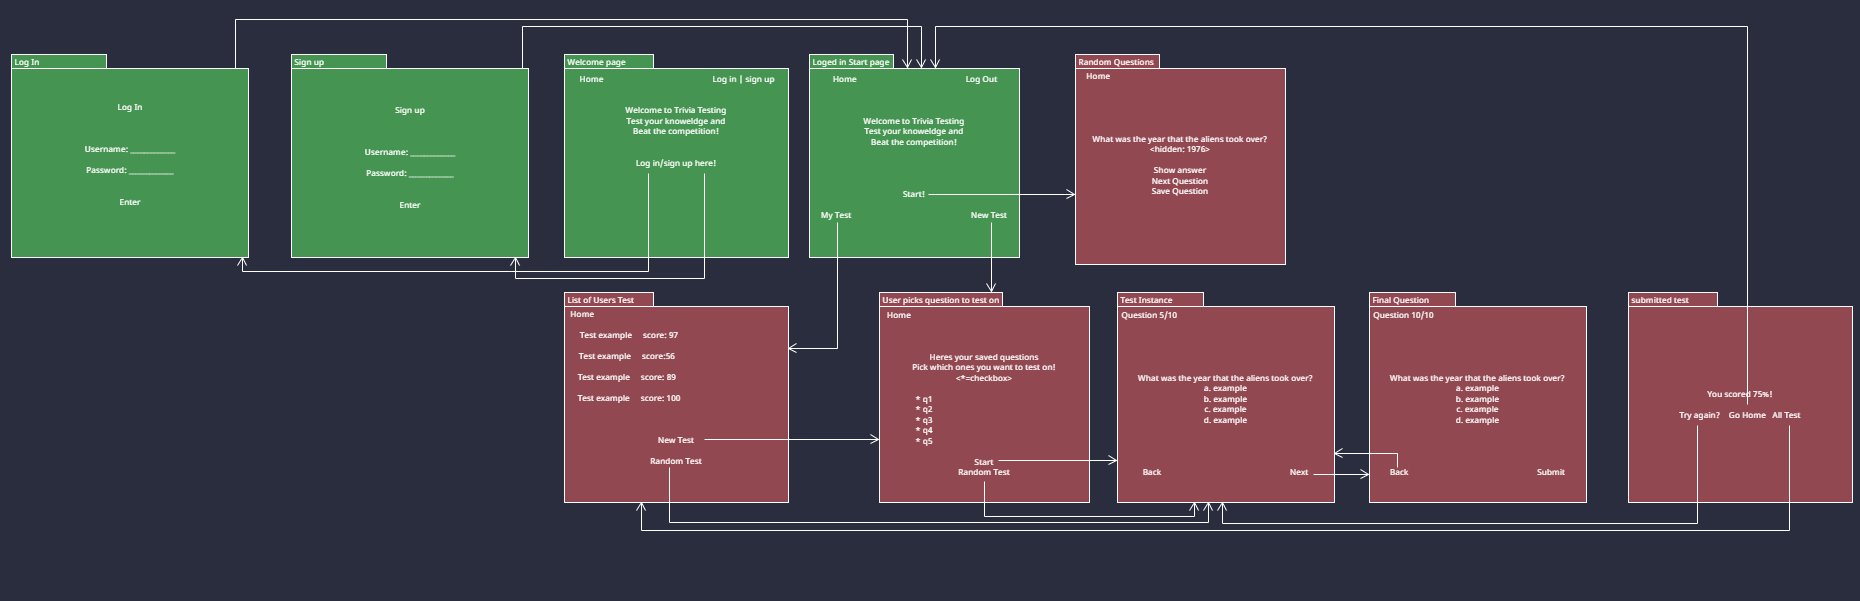 Log In
Log In
Username: __________
Password: __________
Enter
Sign up
Sign up
Username: __________
Password: __________
Enter
Welcome page
Home
Log in | sign up
Welcome to Trivia Testing
Test your knoweldge and
Beat the competition!
Log in/sign up here!
Loged in Start page
Home
Log Out
Welcome to Trivia Testing
Test your knoweldge and
Beat the competition!
Start!
My Test
New Test
Random Questions
Home
What was the year that the aliens took over?
<hidden: 1976>
Show answer
Next Question
Save Question
List of Users Test
Home
Test example score: 97
Test example score:56
Test example score: 89
Test example score: 100
New Test
Random Test
User picks question to test on
Home
Heres your saved questions
Pick which ones you want to test on!
<*=checkbox>
* q1
* q2
* q3
* q4
* q5
Start
Random Test
Test Instance
Question 5/10
What was the year that the aliens took over?
a. example
b. example
c. example
d. example
Back
Next
Final Question
Question 10/10
What was the year that the aliens took over?
a. example
b. example
c. example
d. example
Back
Submit
submitted test
You scored 75%!
Try again? Go Home All Test